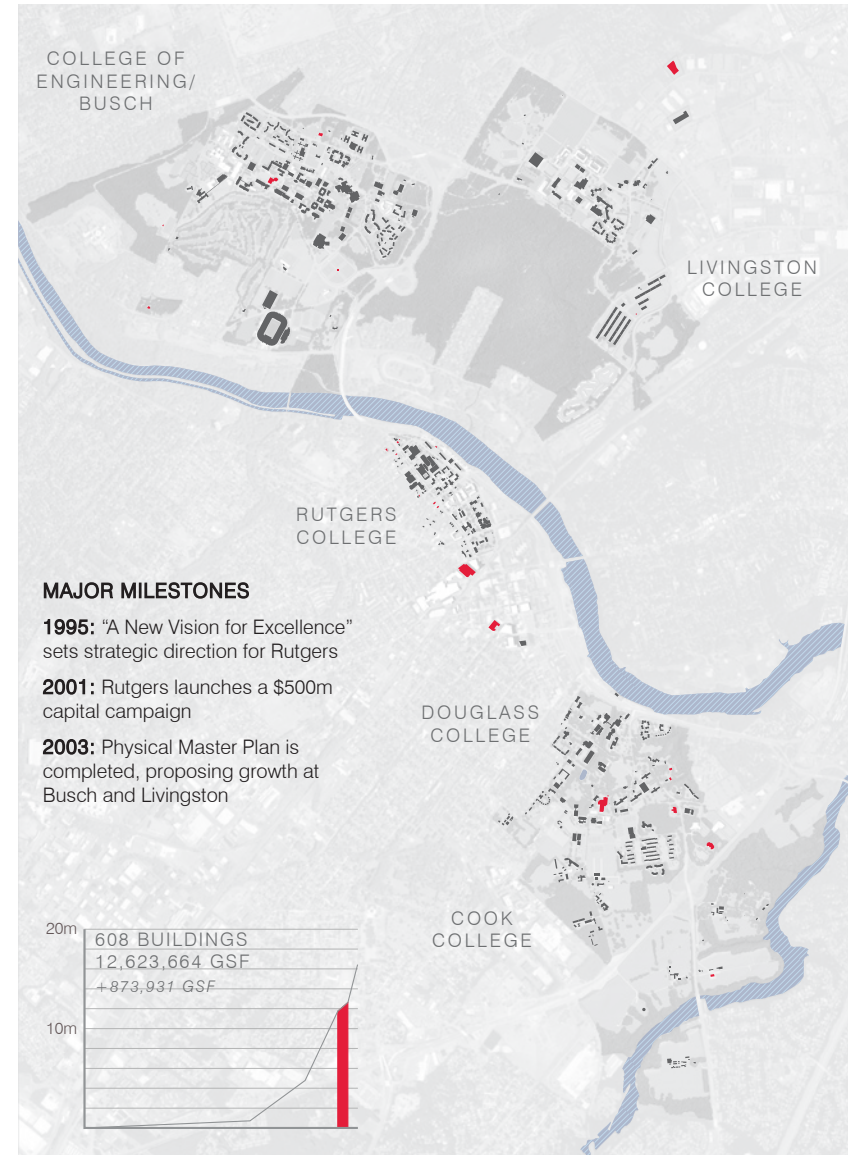 COLLEGE OF
ENGINEERING/
BUSCH
LIVINGSTON
COLLEGE
RUTGERS
COLLEGE
MAJOR MILESTONES
1995: “A New Vision for Excellence”
sets strategic direction for Rutgers
2001: Rutgers launches a $500m
capital campaign
2003: Physical Master Plan is
completed, proposing growth at
Busch and Livingston
DOUGLASS
COLLEGE
COOK
COLLEGE
20m
608 BUILDINGS
12,623,664 GSF
+873,931 GSF
10m